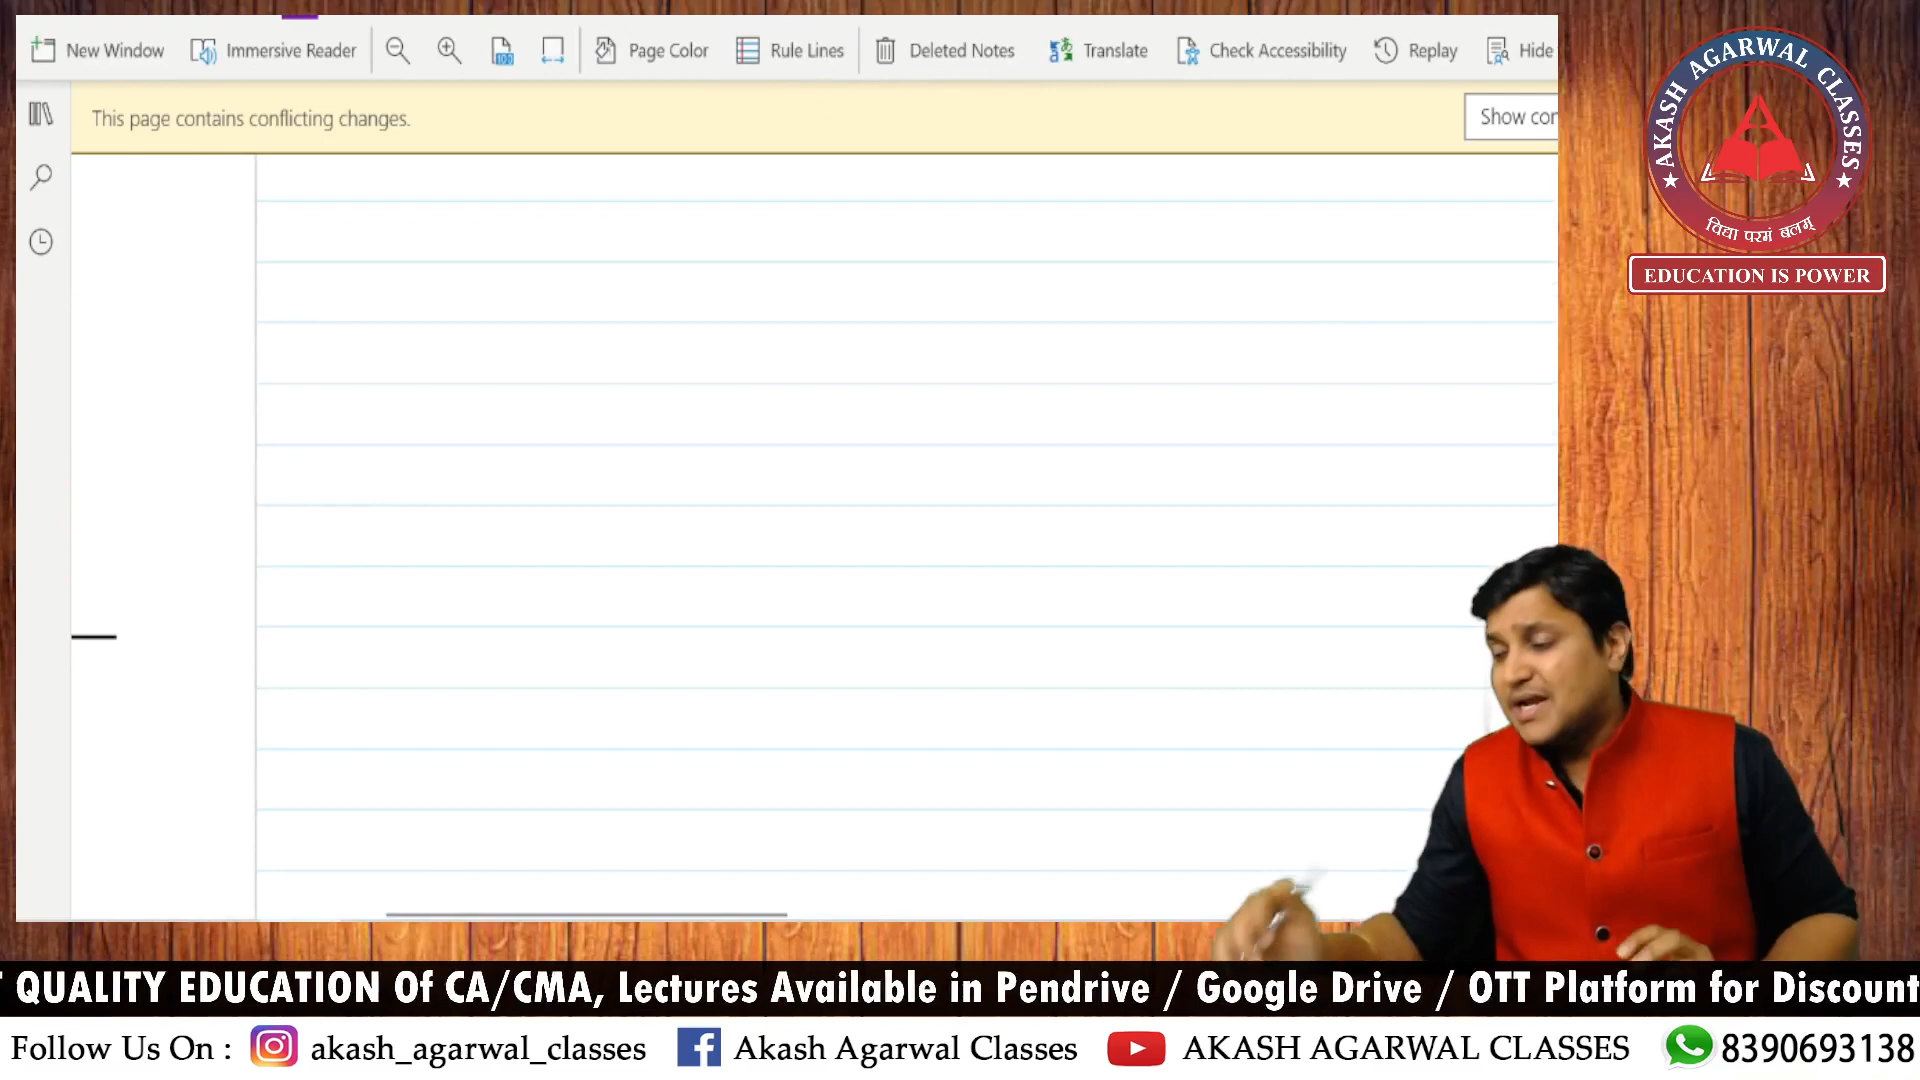 New Window Immersive Reader Page Color Rule Lines Deleted Notes Translate Check Accessibility Replay Hide
This page contains conflicting changes.
Show con
AKASH AGARWAL CLASSES
विद्या परमं बलम्
EDUCATION IS POWER
T QUALITY EDUCATION Of CA/CMA, Lectures Available in Pendrive / Google Drive / OTT Platform for Discount
Follow Us On : akash_agarwal_classes Akash Agarwal Classes AKASH AGARWAL CLASSES 8390693138